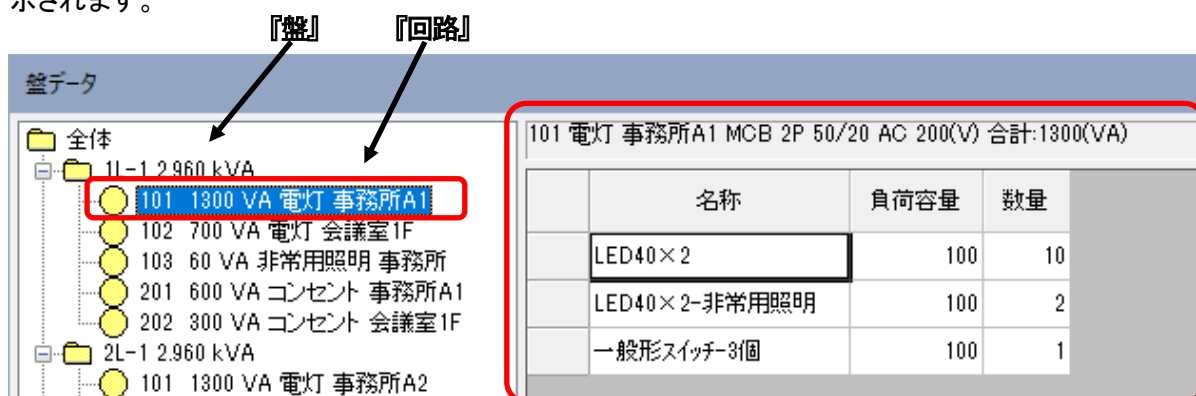 示されます。
『盤』 『回路』
盤データ
全体
1L-1 2.960 kVA
101 1300 VA 電灯 事務所A1
102 700 VA 電灯 会議室1F
103 60 VA 非常用照明 事務所
201 600 VA コンセント 事務所A1
202 300 VA コンセント 会議室1F
2L-1 2.960 kVA
101 1300 VA 電灯 事務所A2
101 電灯 事務所A1 MCB 2P 50/20 AC 200(V) 合計:1300(VA)
名称 負荷容量 数量
LED40×2 100 10
LED40×2-非常用照明 100 2
一般形スイッチ-3個 100 1